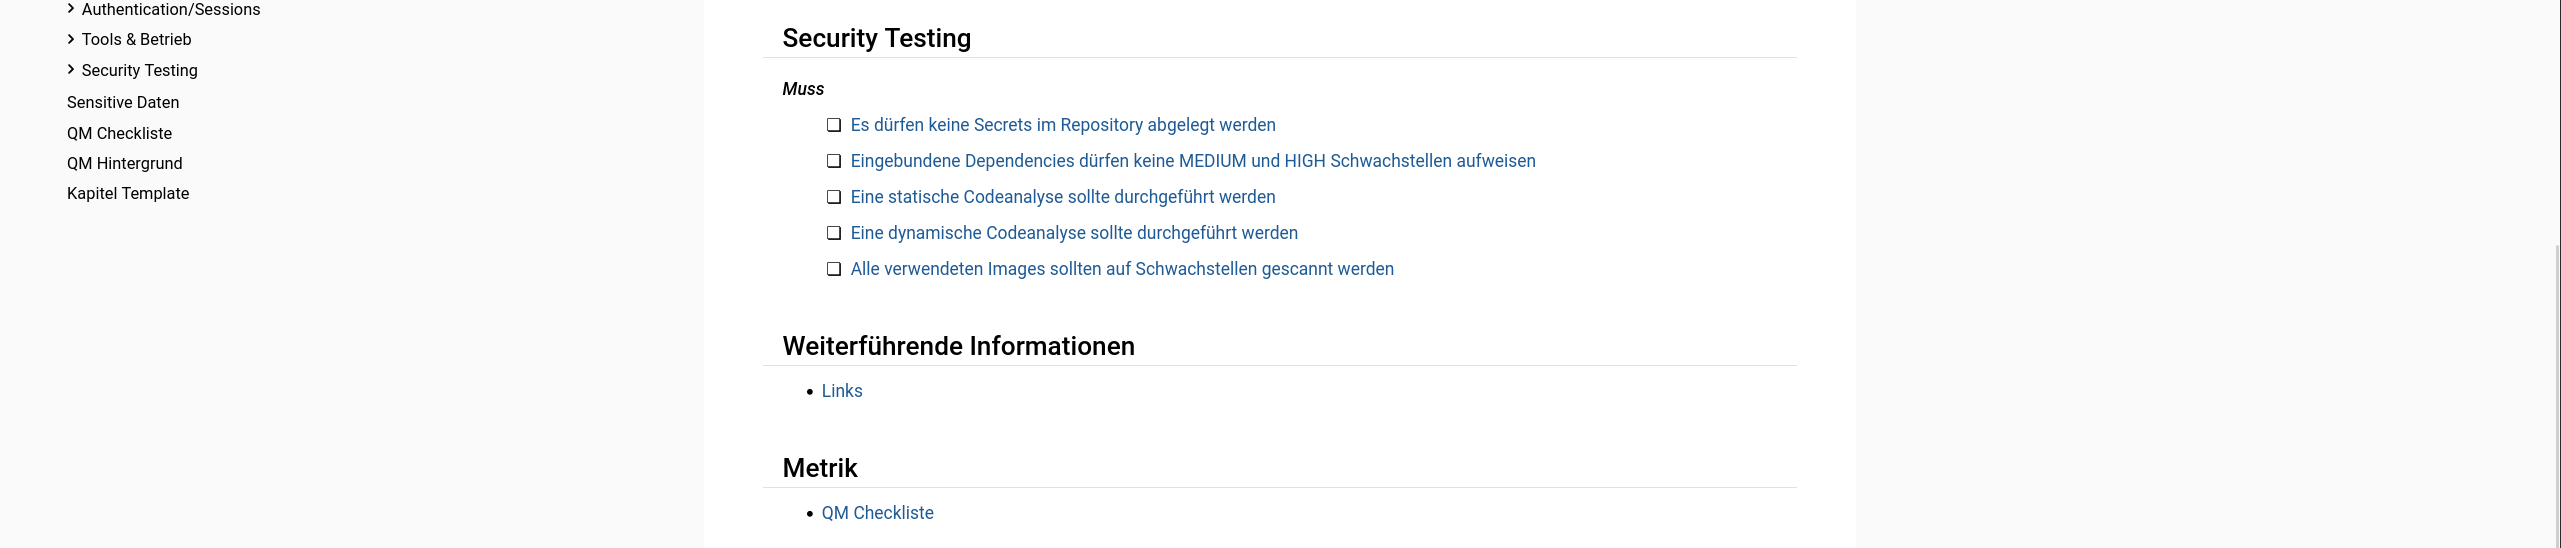 Authentication/Sessions
Tools & Betrieb
Security Testing
Sensitive Daten
QM Checkliste
QM Hintergrund
Kapitel Template
Security Testing
Muss
Es dürfen keine Secrets im Repository abgelegt werden
Eingebundene Dependencies dürfen keine MEDIUM und HIGH Schwachstellen aufweisen
Eine statische Codeanalyse sollte durchgeführt werden
Eine dynamische Codeanalyse sollte durchgeführt werden
Alle verwendeten Images sollten auf Schwachstellen gescannt werden
Weiterführende Informationen
Links
Metrik
QM Checkliste